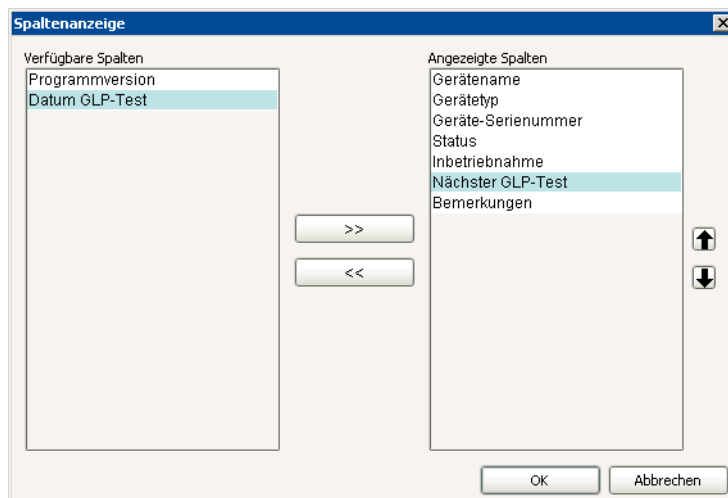 Spaltenanzeige
Verfügbare Spalten
Programmversion
Datum GLP-Test
>>
<<
Angezeigte Spalten
Gerätename
Gerätetyp
Geräte-Serienummer
Status
Inbetriebnahme
Nächster GLP-Test
Bemerkungen
OK
Abbrechen